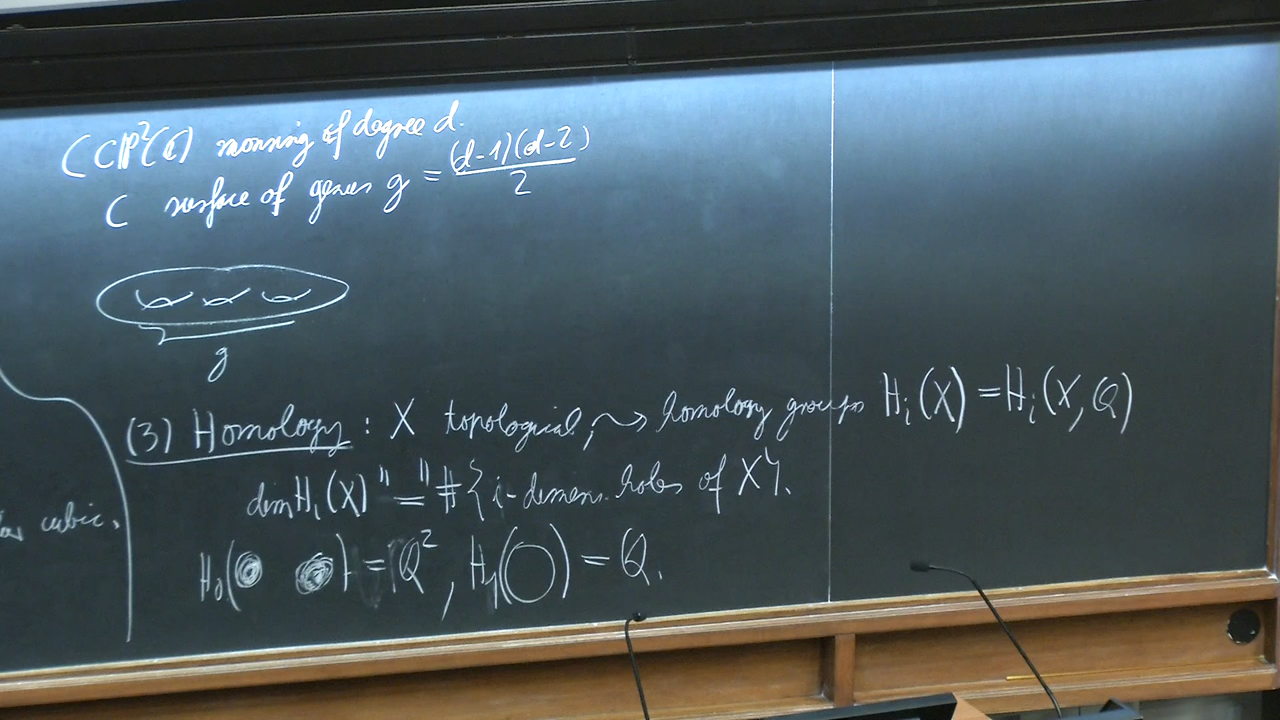 C ⊂ ℙ²(ℂ) nonsing of degree d.
C surface of genus g = (d-1)(d-2)/2
g
(3) Homology : X topological, ⇝ homology groups Hᵢ(X) = Hᵢ(X, Q)
dim Hᵢ(X) "=" #{i-dimens. holes of X}.
cubic.
H₀( ) = Q², H₁(◯) = Q.